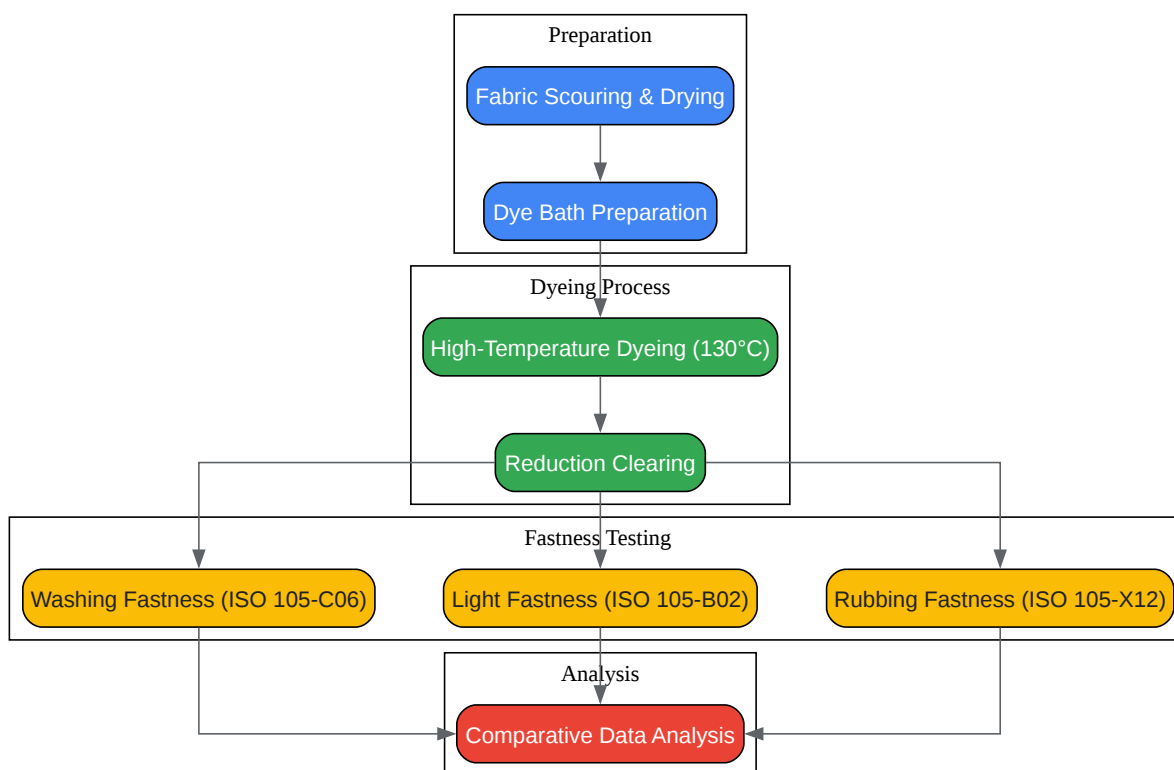 Preparation
Fabric Scouring & Drying
Dye Bath Preparation
Dyeing Process
High-Temperature Dyeing (130°C)
Reduction Clearing
Fastness Testing
Washing Fastness (ISO 105-C06)
Light Fastness (ISO 105-B02)
Rubbing Fastness (ISO 105-X12)
Analysis
Comparative Data Analysis